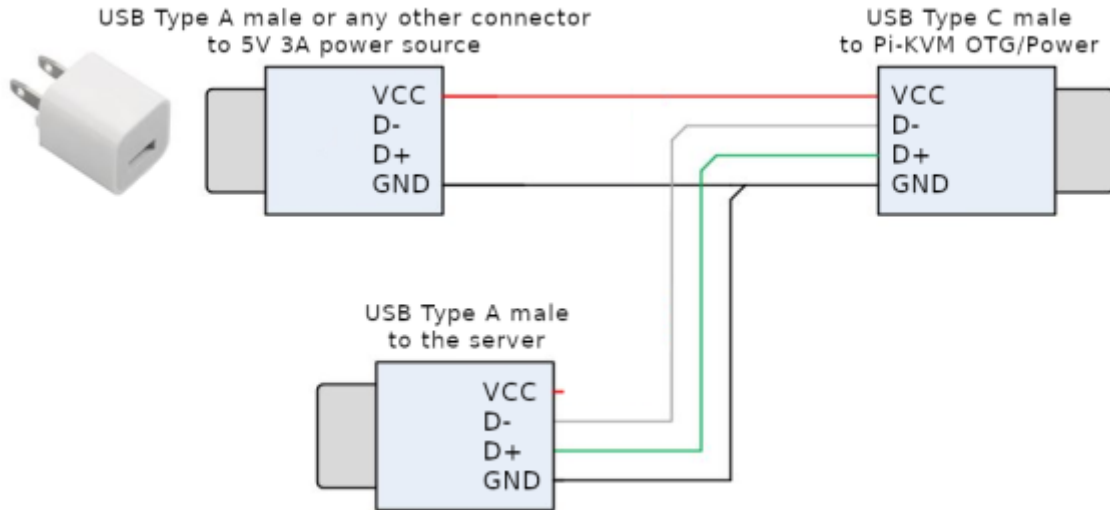 USB Type A male or any other connector
to 5V 3A power source
VCC
D-
D+
GND
USB Type C male
to Pi-KVM OTG/Power
VCC
D-
D+
GND
USB Type A male
to the server
VCC
D-
D+
GND